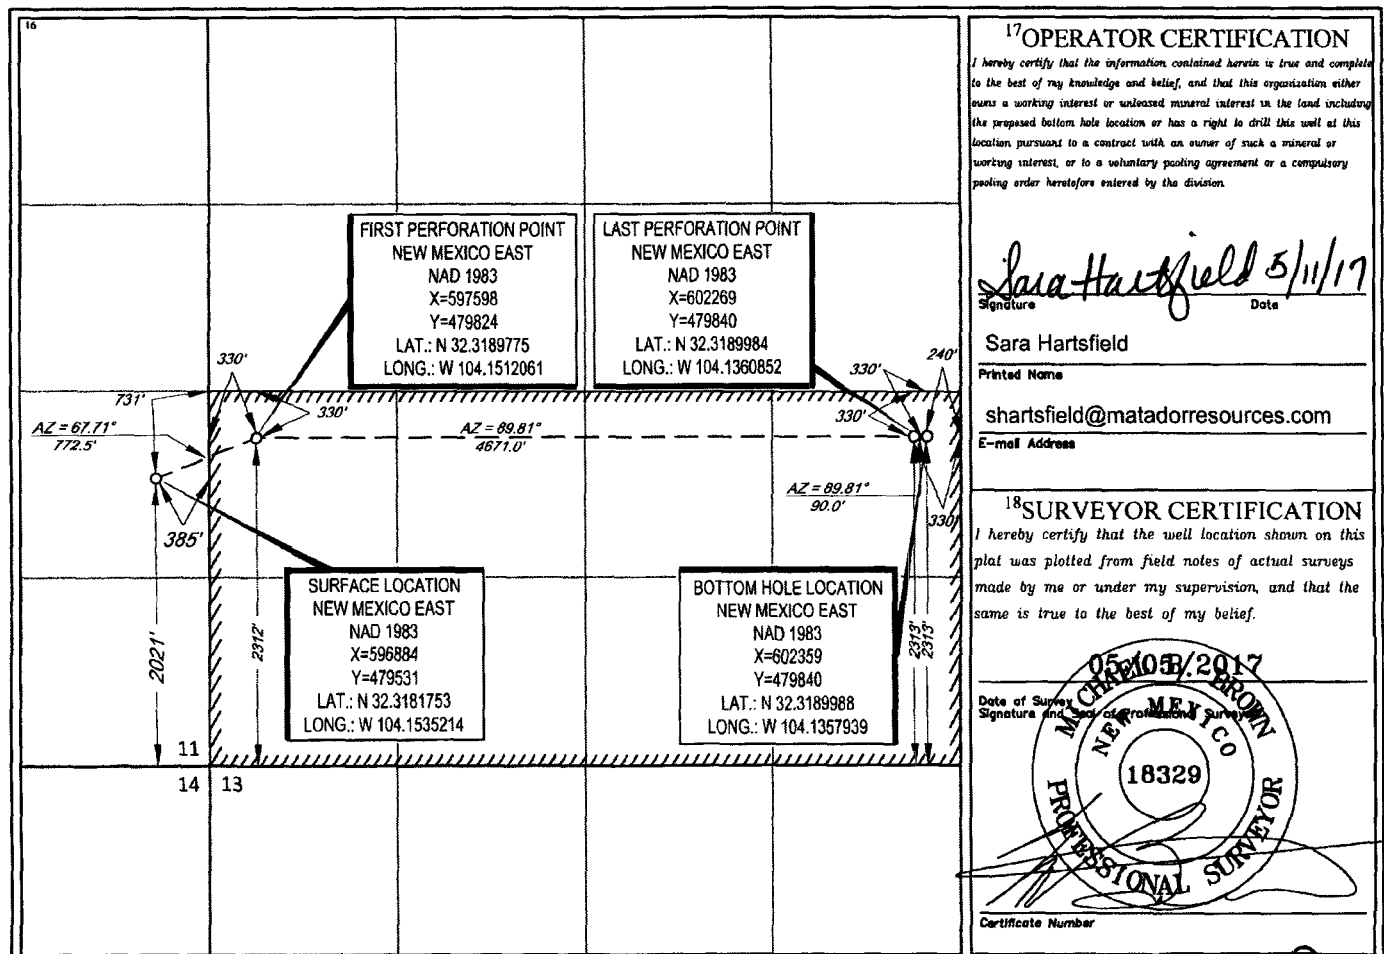 16
FIRST PERFORATION POINT
NEW MEXICO EAST
NAD 1983
X=597598
Y=479824
LAT.: N 32.3189775
LONG.: W 104.1512061
LAST PERFORATION POINT
NEW MEXICO EAST
NAD 1983
X=602269
Y=479840
LAT.: N 32.3189984
LONG.: W 104.1360852
330'
330'
240'
731'
330'
330'
AZ = 67.71°
772.5'
AZ = 89.81°
4671.0'
AZ = 89.81°
90.0'
330'
385'
2021'
2312'
2313'
2313'
SURFACE LOCATION
NEW MEXICO EAST
NAD 1983
X=596884
Y=479531
LAT.: N 32.3181753
LONG.: W 104.1535214
BOTTOM HOLE LOCATION
NEW MEXICO EAST
NAD 1983
X=602359
Y=479840
LAT.: N 32.3189988
LONG.: W 104.1357939
11
14 13
17 OPERATOR CERTIFICATION
I hereby certify that the information contained herein is true and complete
to the best of my knowledge and belief, and that this organization either
owns a working interest or unleased mineral interest in the land including
the proposed bottom hole location or has a right to drill this well at this
location pursuant to a contract with an owner of such a mineral or
working interest, or to a voluntary pooling agreement or a compulsory
pooling order heretofore entered by the division
Sara Hartsfield 5/11/17
Signature Date
Sara Hartsfield
Printed Name
shartsfield@matadorresources.com
E-mail Address
18 SURVEYOR CERTIFICATION
I hereby certify that the well location shown on this
plat was plotted from field notes of actual surveys
made by me or under my supervision, and that the
same is true to the best of my belief.
05/05/2017
Date of Survey
Signature and Seal of Professional Surveyor
MICHAEL B. BROWN
NEW MEXICO
18329
PROFESSIONAL SURVEYOR
Certificate Number